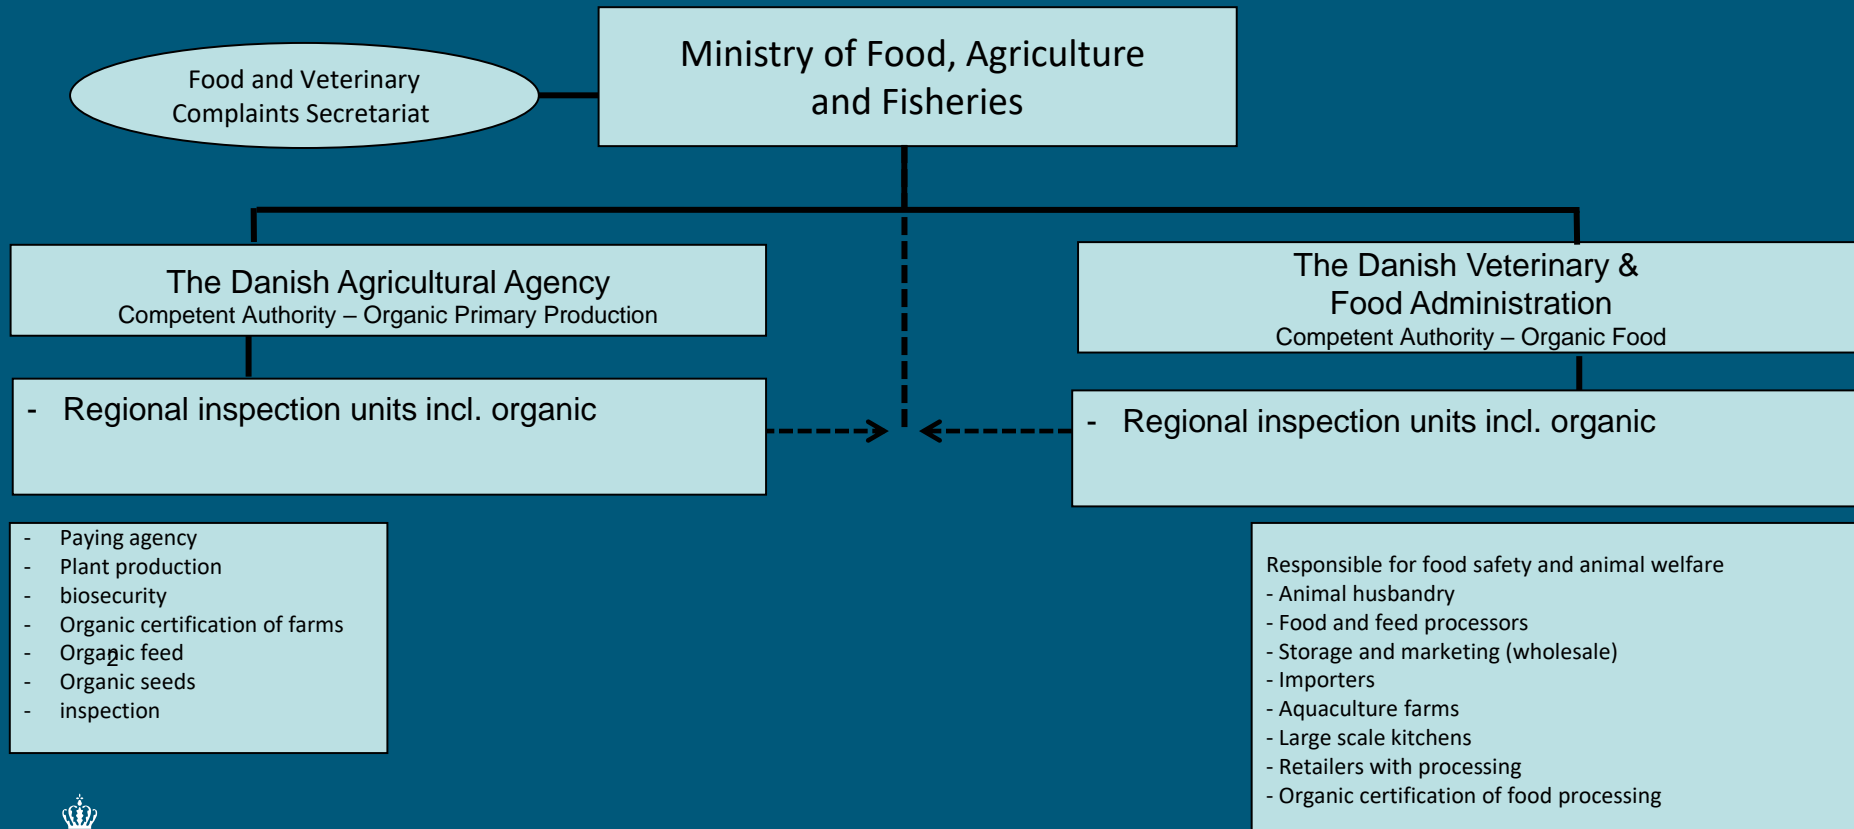 Food and Veterinary
Complaints Secretariat
Ministry of Food, Agriculture
and Fisheries
The Danish Agricultural Agency
Competent Authority – Organic Primary Production
The Danish Veterinary &
Food Administration
Competent Authority – Organic Food
- Regional inspection units incl. organic
- Regional inspection units incl. organic
- Paying agency
- Plant production
- biosecurity
- Organic certification of farms
- Organic feed
2
- Organic seeds
- inspection
Responsible for food safety and animal welfare
- Animal husbandry
- Food and feed processors
- Storage and marketing (wholesale)
- Importers
- Aquaculture farms
- Large scale kitchens
- Retailers with processing
- Organic certification of food processing